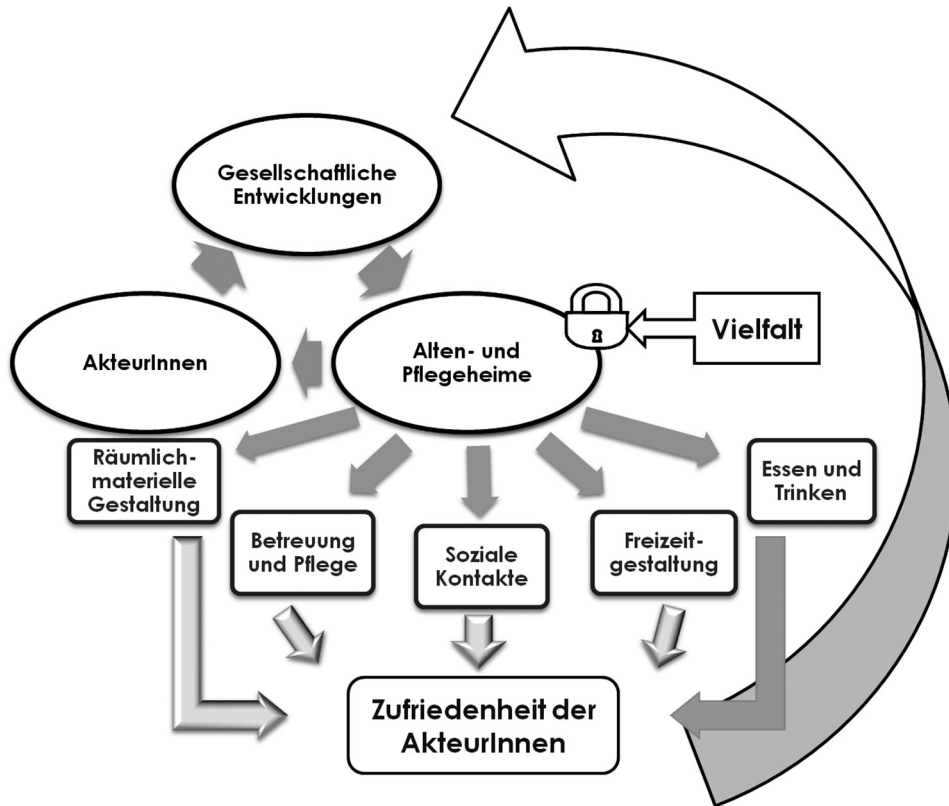 Gesellschaftliche
Entwicklungen
AkteurInnen
Alten- und
Pflegeheime
Vielfalt
Räumlich-
materielle
Gestaltung
Betreuung
und Pflege
Soziale
Kontakte
Freizeit-
gestaltung
Essen und
Trinken
Zufriedenheit der
AkteurInnen